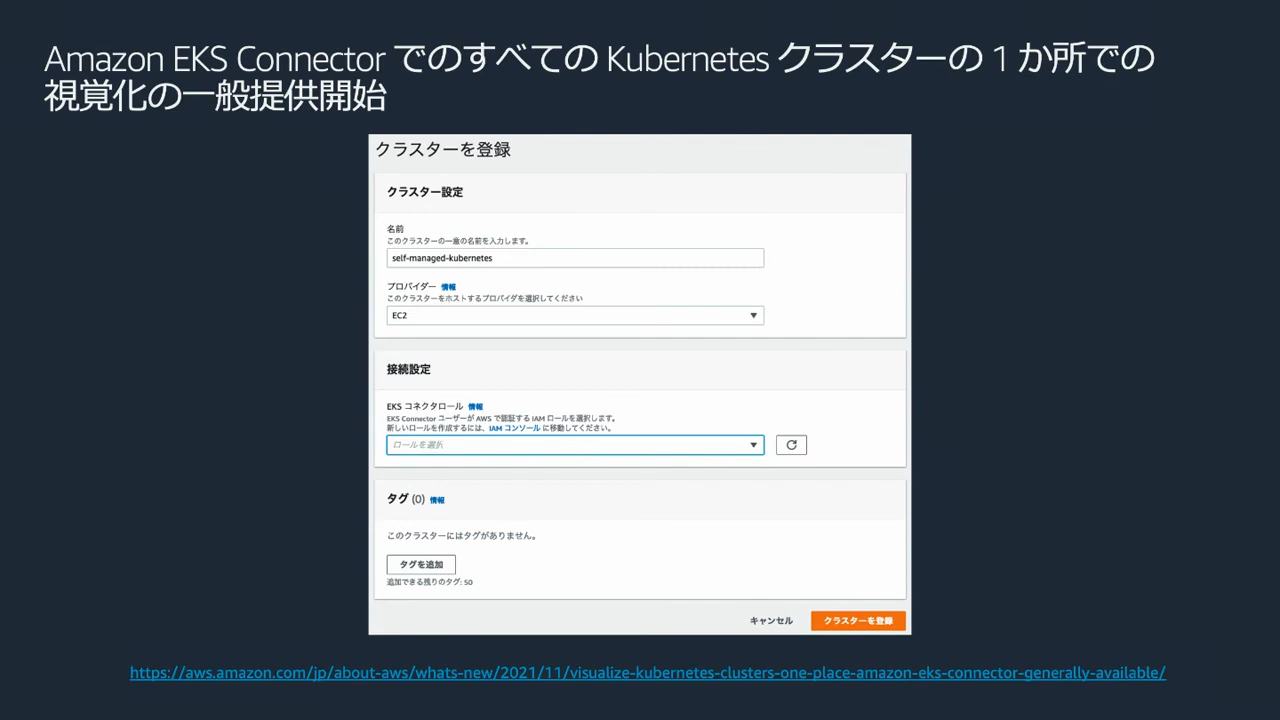 Amazon EKS Connector でのすべての Kubernetes クラスターの 1 か所での
視覚化の一般提供開始
クラスターを登録
クラスター設定
名前
このクラスターの一意の名前を入力します。
self-managed-kubernetes
プロバイダー 情報
このクラスターをホストするプロバイダを選択してください
EC2
接続設定
EKS コネクタロール 情報
EKS Connector ユーザーが AWS で認証する IAM ロールを選択します。
新しいロールを作成するには、IAM コンソール に移動してください。
ロールを選択
タグ (0) 情報
このクラスターにはタグがありません。
タグを追加
追加できる残りのタグ: 50
キャンセル クラスターを登録
https://aws.amazon.com/jp/about-aws/whats-new/2021/11/visualize-kubernetes-clusters-one-place-amazon-eks-connector-generally-available/